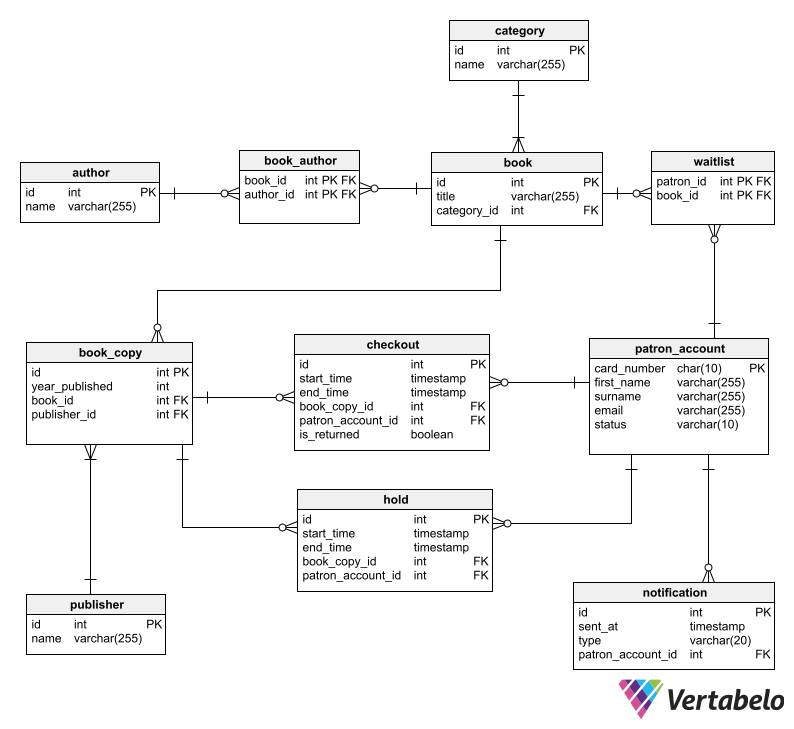 category
id int PK
name varchar(255)
author
id int PK
name varchar(255)
book_author
book_id int PK FK
author_id int PK FK
book
id int PK
title varchar(255)
category_id int FK
waitlist
patron_id int PK FK
book_id int PK FK
book_copy
id int PK
year_published int
book_id int FK
publisher_id int FK
checkout
id int PK
start_time timestamp
end_time timestamp
book_copy_id int FK
patron_account_id int FK
is_returned boolean
patron_account
card_number char(10) PK
first_name varchar(255)
surname varchar(255)
email varchar(255)
status varchar(10)
hold
id int PK
start_time timestamp
end_time timestamp
book_copy_id int FK
patron_account_id int FK
publisher
id int PK
name varchar(255)
notification
id int PK
sent_at timestamp
type varchar(20)
patron_account_id int FK
Vertabelo